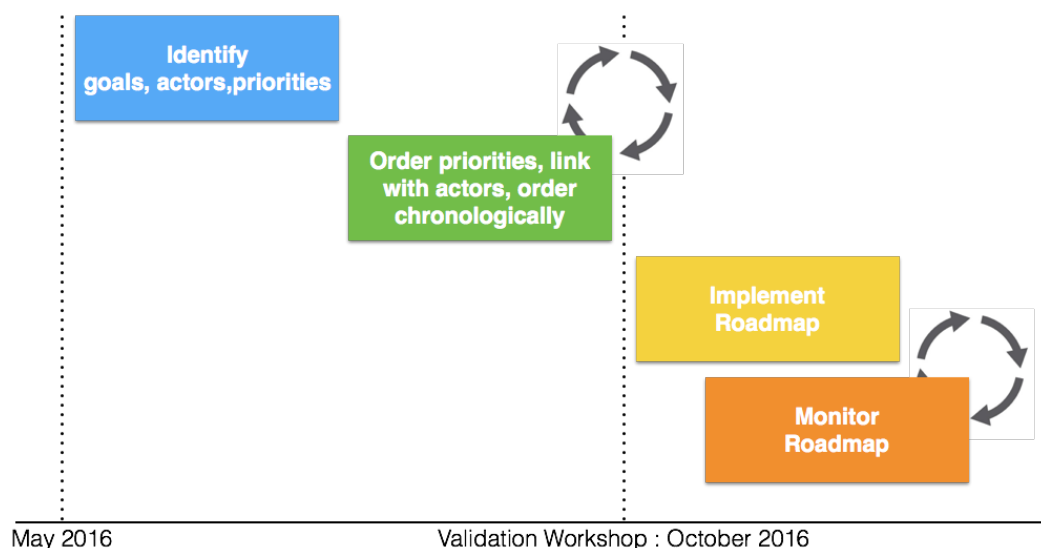 Identify
goals, actors,priorities
Order priorities, link
with actors, order
chronologically
Implement
Roadmap
Monitor
Roadmap
May 2016
Validation Workshop : October 2016